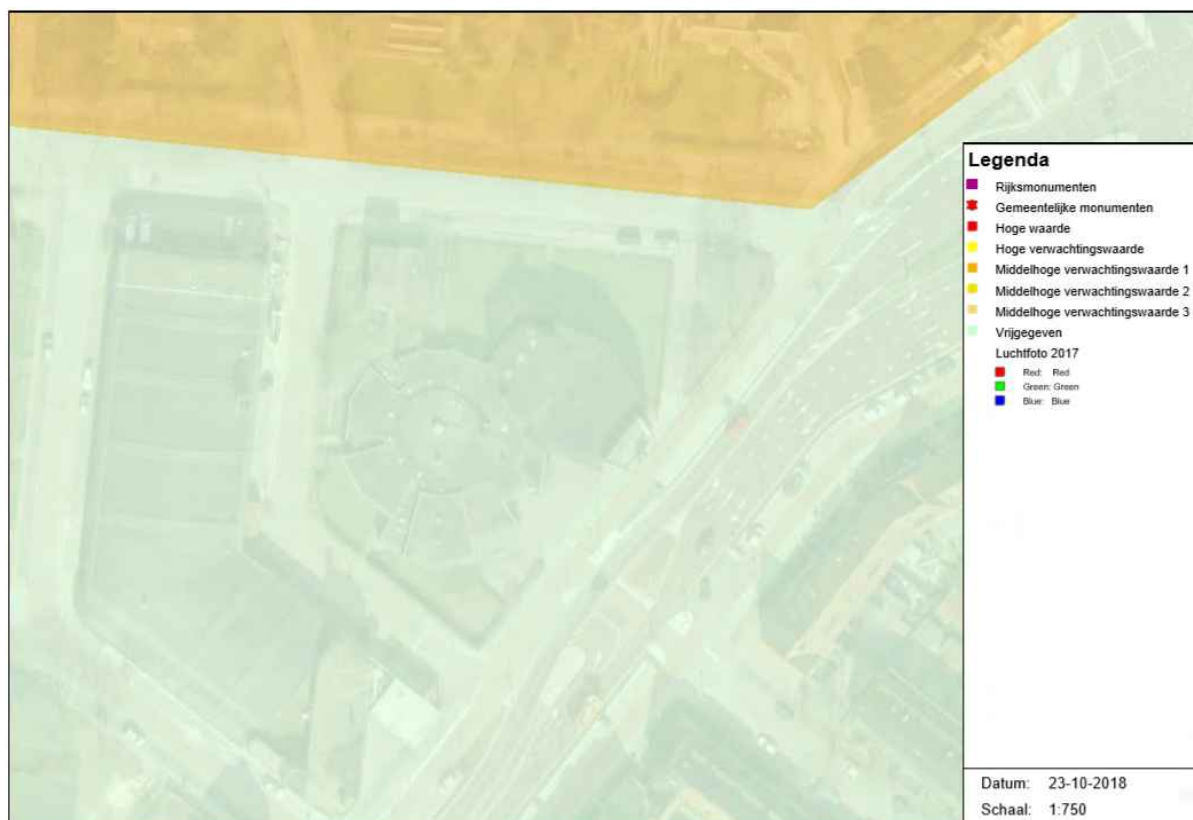 Legenda
Rijksmonumenten
Gemeentelijke monumenten
Hoge waarde
Hoge verwachtingswaarde
Middelhoge verwachtingswaarde 1
Middelhoge verwachtingswaarde 2
Middelhoge verwachtingswaarde 3
Vrijgegeven
Luchtfoto 2017
Red: Red
Green: Green
Blue: Blue
Datum: 23-10-2018
Schaal: 1:750